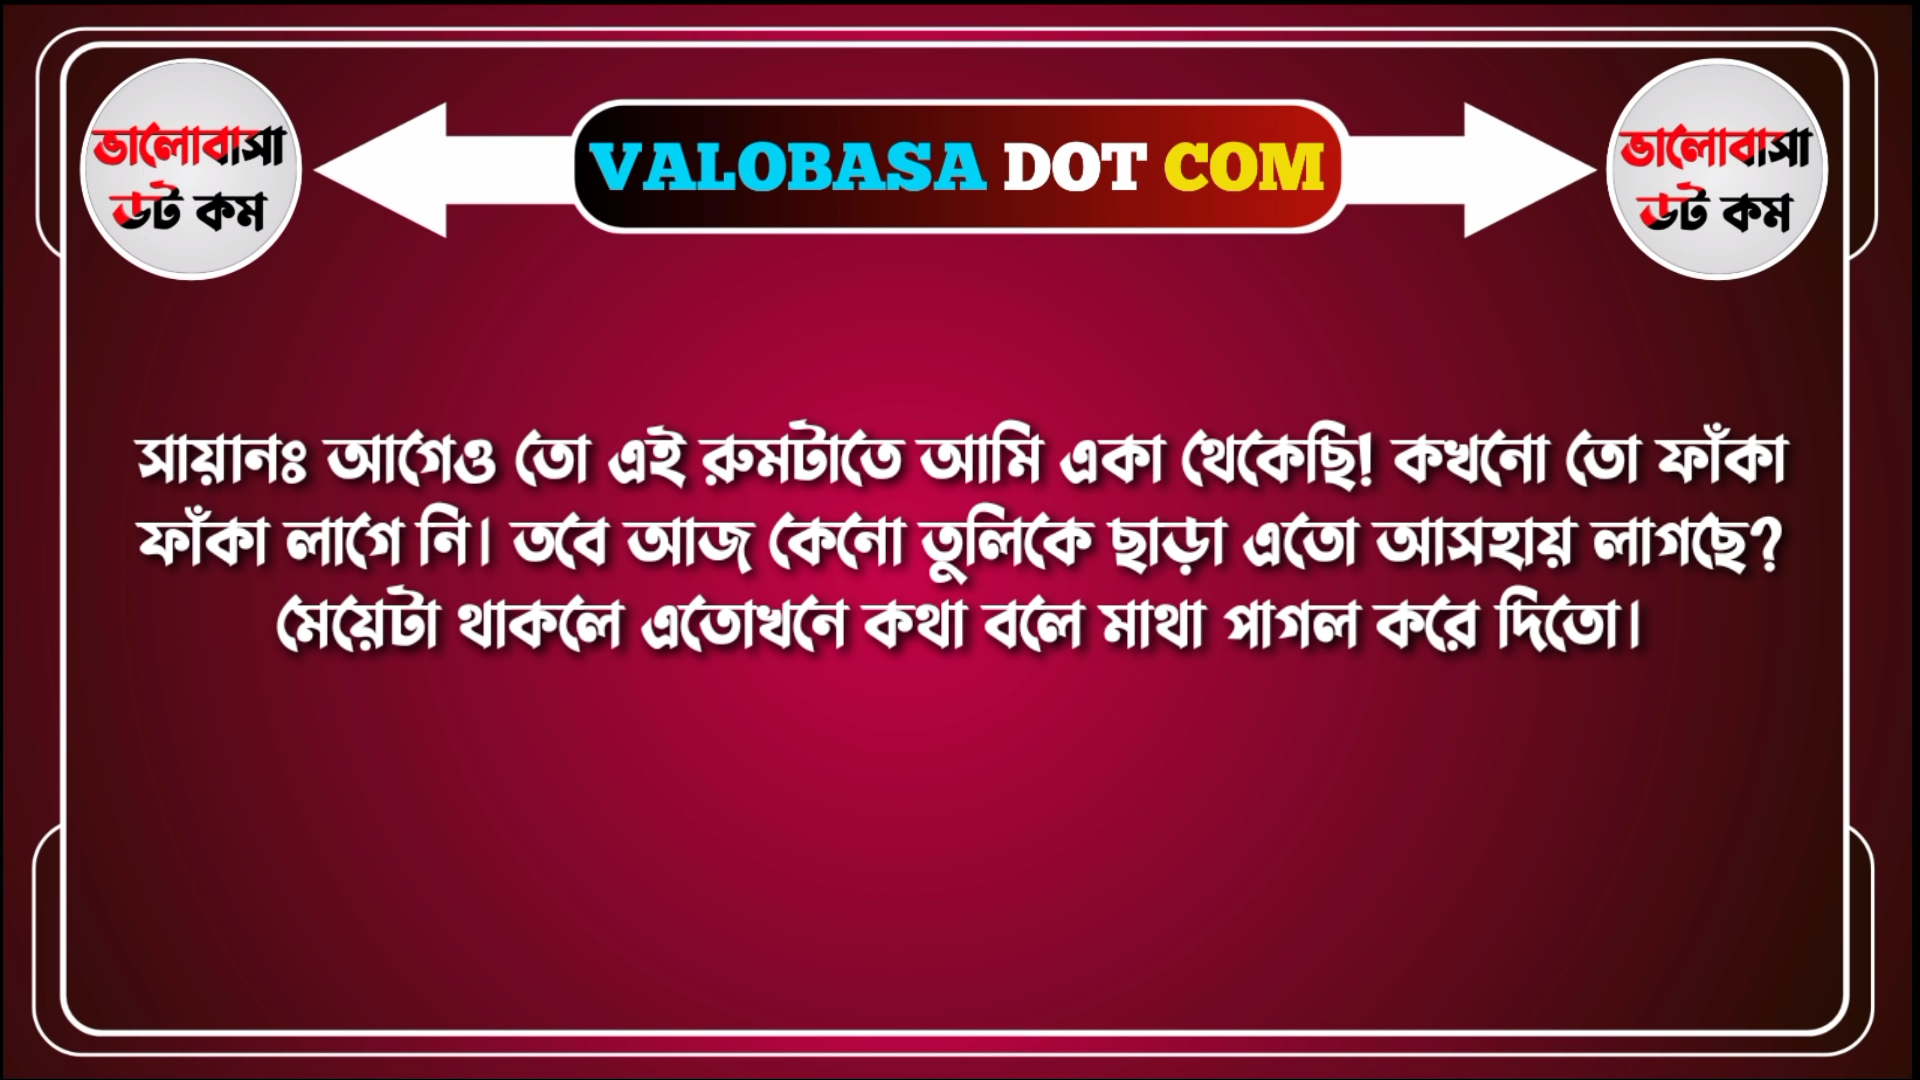 ভালোবাসা
ডট কম
VALOBASA DOT COM
ভালোবাসা
ডট কম
সায়ানঃ আগেও তো এই রুমটাতে আমি একা থেকেছি! কখনো তো ফাঁকা
ফাঁকা লাগে নি। তবে আজ কেনো তুলিকে ছাড়া এতো আসহায় লাগছে?
মেয়েটা থাকলে এতোখনে কথা বলে মাথা পাগল করে দিতো।